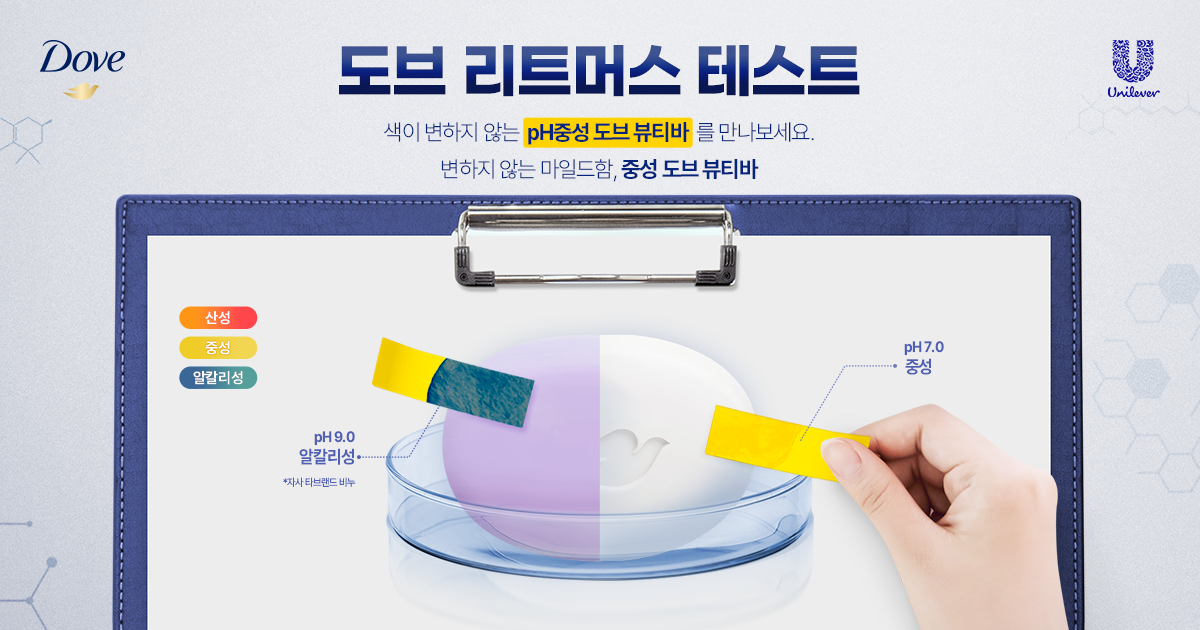 Dove
도브 리트머스 테스트
Unilever
색이 변하지 않는 pH중성 도브 뷰티바 를 만나보세요.
변하지 않는 마일드함, 중성 도브 뷰티바
산성
중성
알칼리성
pH 9.0
알칼리성
*자사 타브랜드 비누
pH 7.0
중성